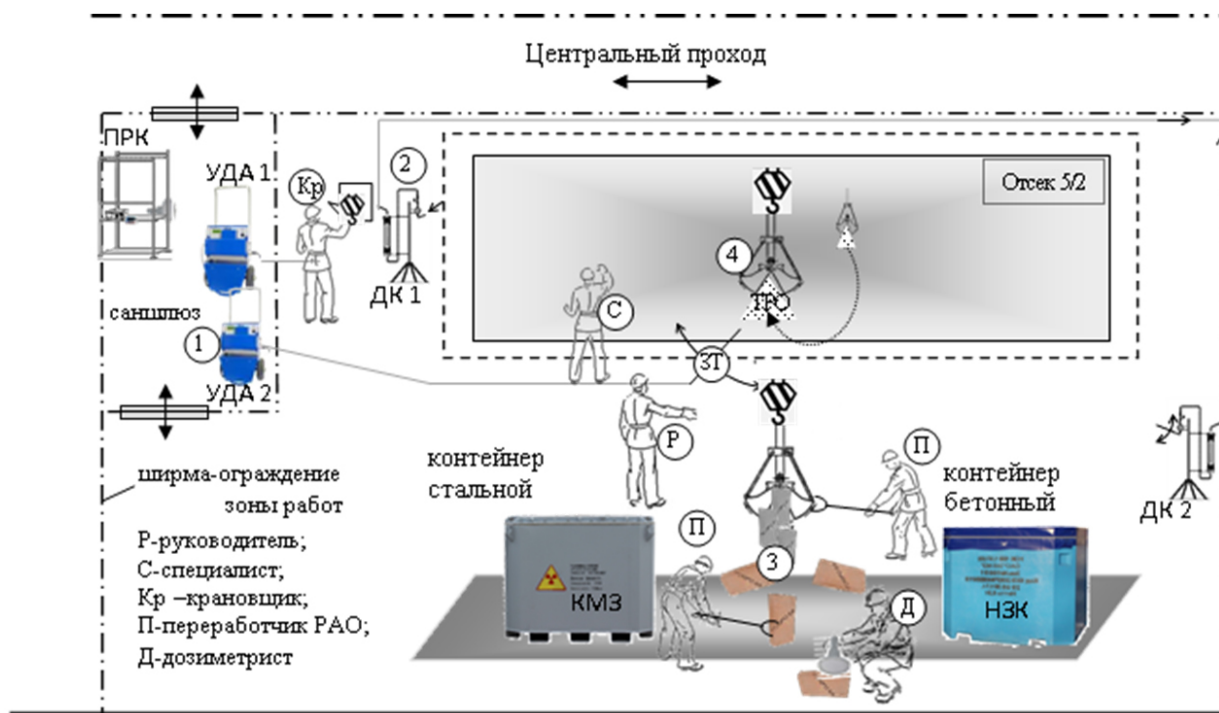 Центральный проход
ПРК
УДА 1
Кр
2
Отсек 5/2
ДК 1
4
ТРО
саншлюз
С
1
ЗТ
УДА 2
Р
П
контейнер
стальной
контейнер
бетонный
ДК 2
ширма-ограждение
зоны работ
П
3
Р-руководитель;
С-специалист;
Кр –крановщик;
П-переработчик РАО;
Д-дозиметрист
КМЗ
Д
НЗК